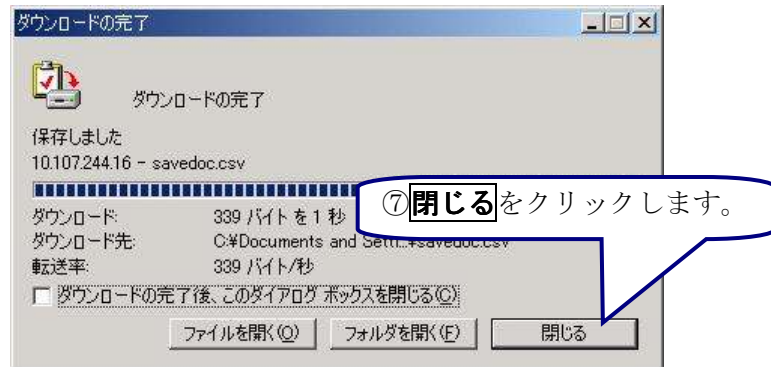 ダウンロードの完了
ダウンロードの完了
保存しました
10.107.244.16 - savedoc.csv
⑦閉じるをクリックします。
ダウンロード: 339 バイト を 1 秒
ダウンロード先: C:¥Documents and Setti...¥savedoc.csv
転送率: 339 バイト/秒
ダウンロードの完了後、このダイアログ ボックスを閉じる(C)
ファイルを開く(O) フォルダを開く(F) 閉じる